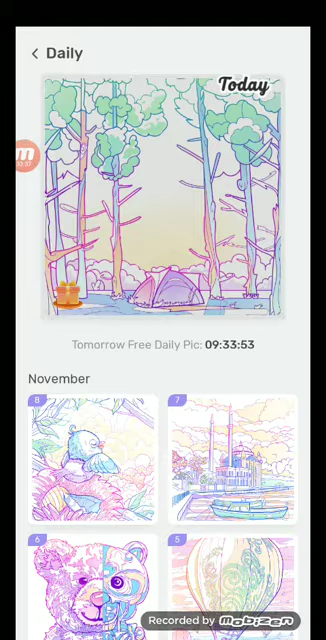 Daily
Today
Tomorrow Free Daily Pic: 09:33:53
November
8
7
6
5
Recorded by mobizen